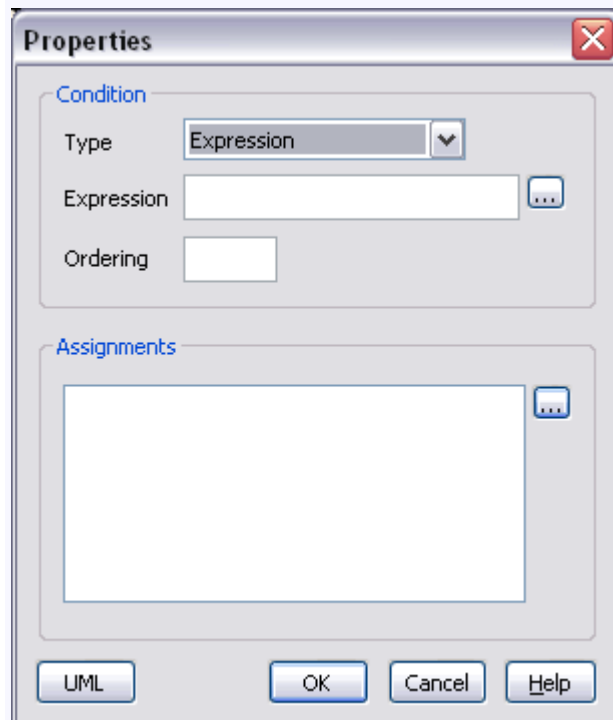 Properties
Condition
Type Expression
Expression ...
Ordering
Assignments
...
UML OK Cancel Help